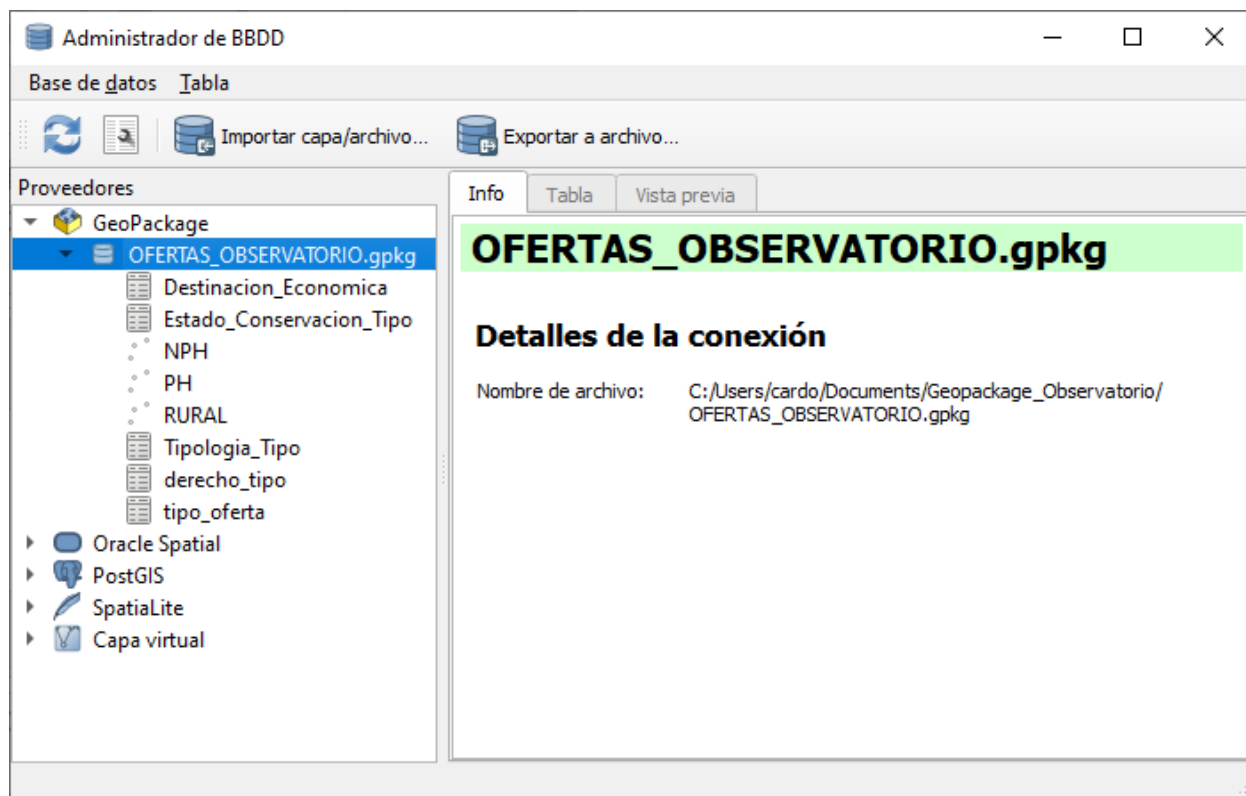 Administrador de BBDD
Base de datos Tabla
Importar capa/archivo... Exportar a archivo...
Proveedores
GeoPackage
OFERTAS_OBSERVATORIO.gpkg
Destinacion_Economica
Estado_Conservacion_Tipo
NPH
PH
RURAL
Tipologia_Tipo
derecho_tipo
tipo_oferta
Oracle Spatial
PostGIS
SpatiaLite
Capa virtual
Info Tabla Vista previa
OFERTAS_OBSERVATORIO.gpkg
Detalles de la conexión
Nombre de archivo: C:/Users/cardo/Documents/Geopackage_Observatorio/
OFERTAS_OBSERVATORIO.gpkg